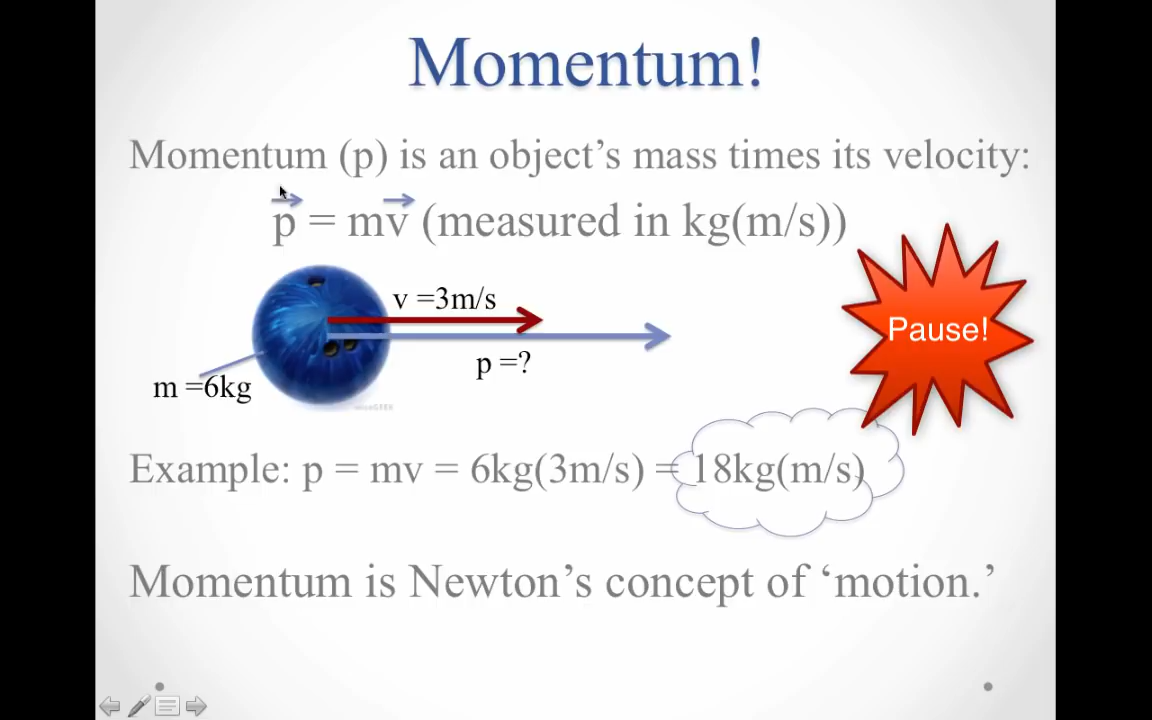 Momentum!
Momentum (p) is an object’s mass times its velocity:
p = mv (measured in kg(m/s))
v =3m/s
Pause!
p =?
m =6kg
Example: p = mv = 6kg(3m/s) = 18kg(m/s)
Momentum is Newton’s concept of ‘motion.’